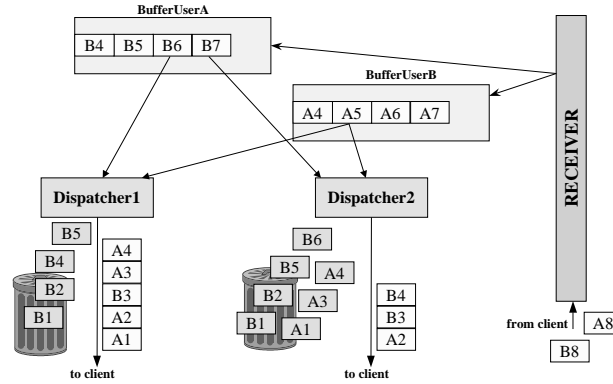 BufferUserA
B4 B5 B6 B7
BufferUserB
A4 A5 A6 A7
RECEIVER
Dispatcher1
Dispatcher2
B5
B4
B2
B1
A4
A3
B3
A2
A1
B6
B5
A4
B2
A3
B1
A1
B4
B3
A2
from client
A8
B8
to client
to client